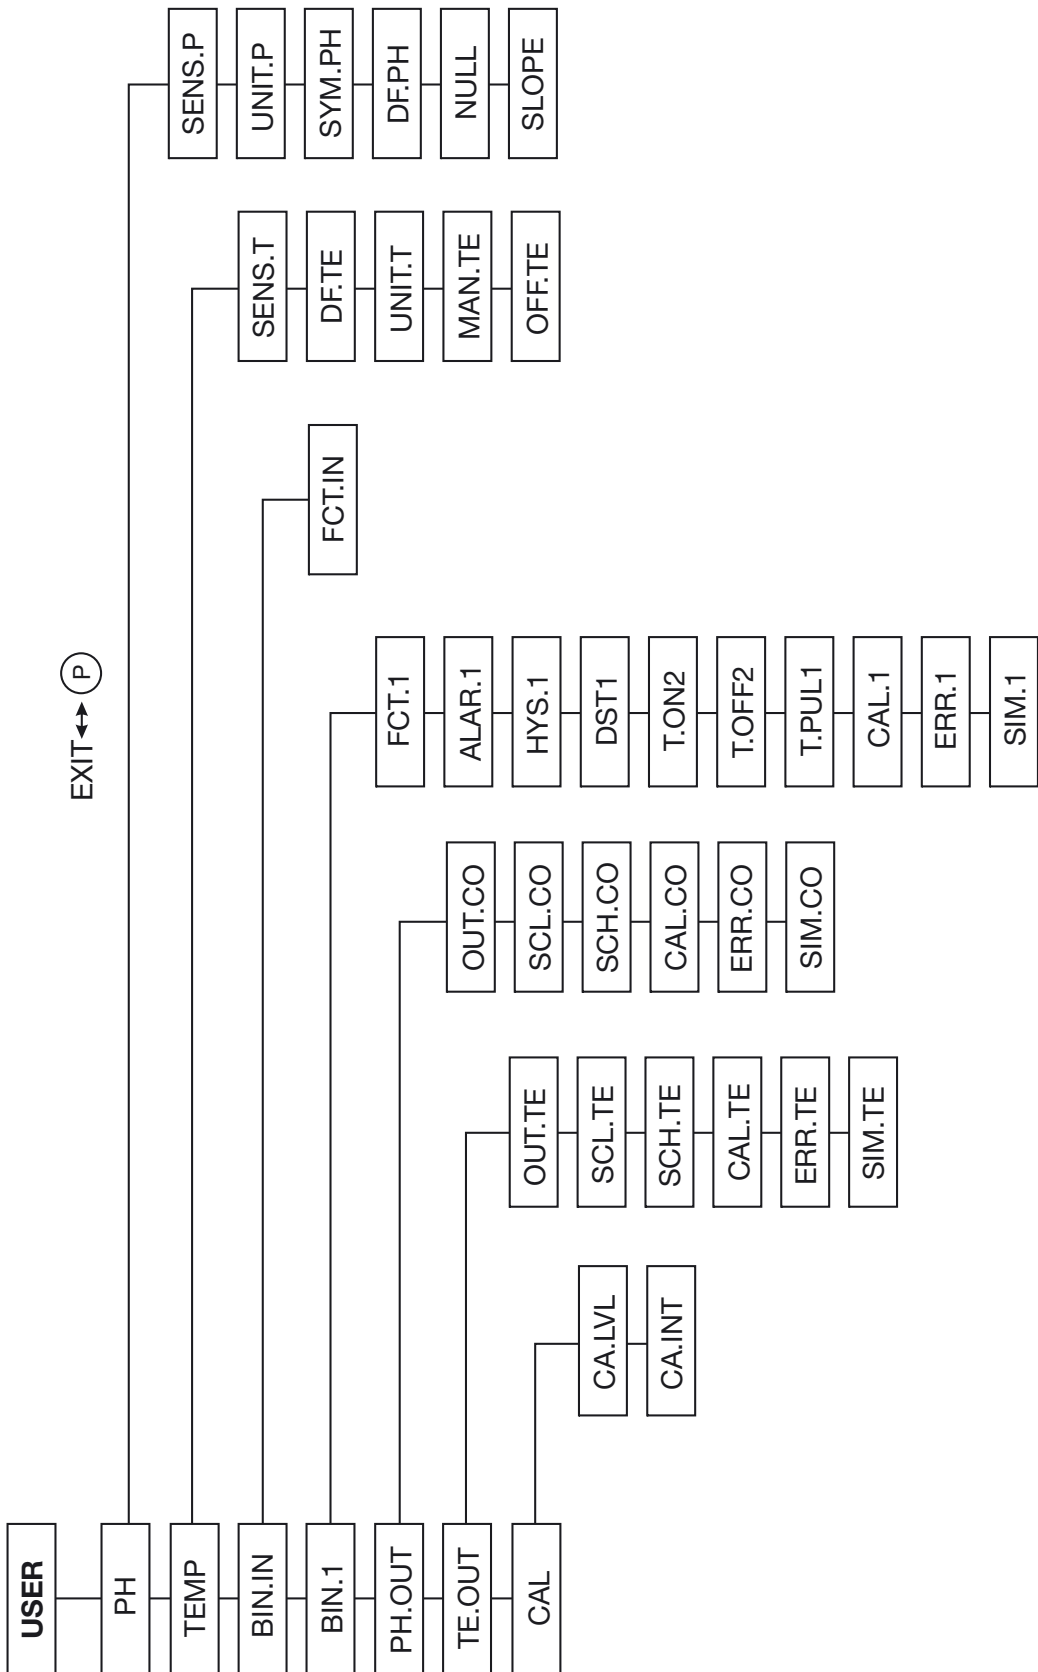 USER
PH
TEMP
BIN.IN
BIN.1
PH.OUT
TE.OUT
CAL
CA.LVL
CA.INT
OUT.TE
SCL.TE
SCH.TE
CAL.TE
ERR.TE
SIM.TE
OUT.CO
SCL.CO
SCH.CO
CAL.CO
ERR.CO
SIM.CO
EXIT P
FCT.1
ALAR.1
HYS.1
DST1
T.ON2
T.OFF2
T.PUL1
CAL.1
ERR.1
SIM.1
FCT.IN
SENS.T
DF.TE
UNIT.T
MAN.TE
OFF.TE
SENS.P
UNIT.P
SYM.PH
DF.PH
NULL
SLOPE